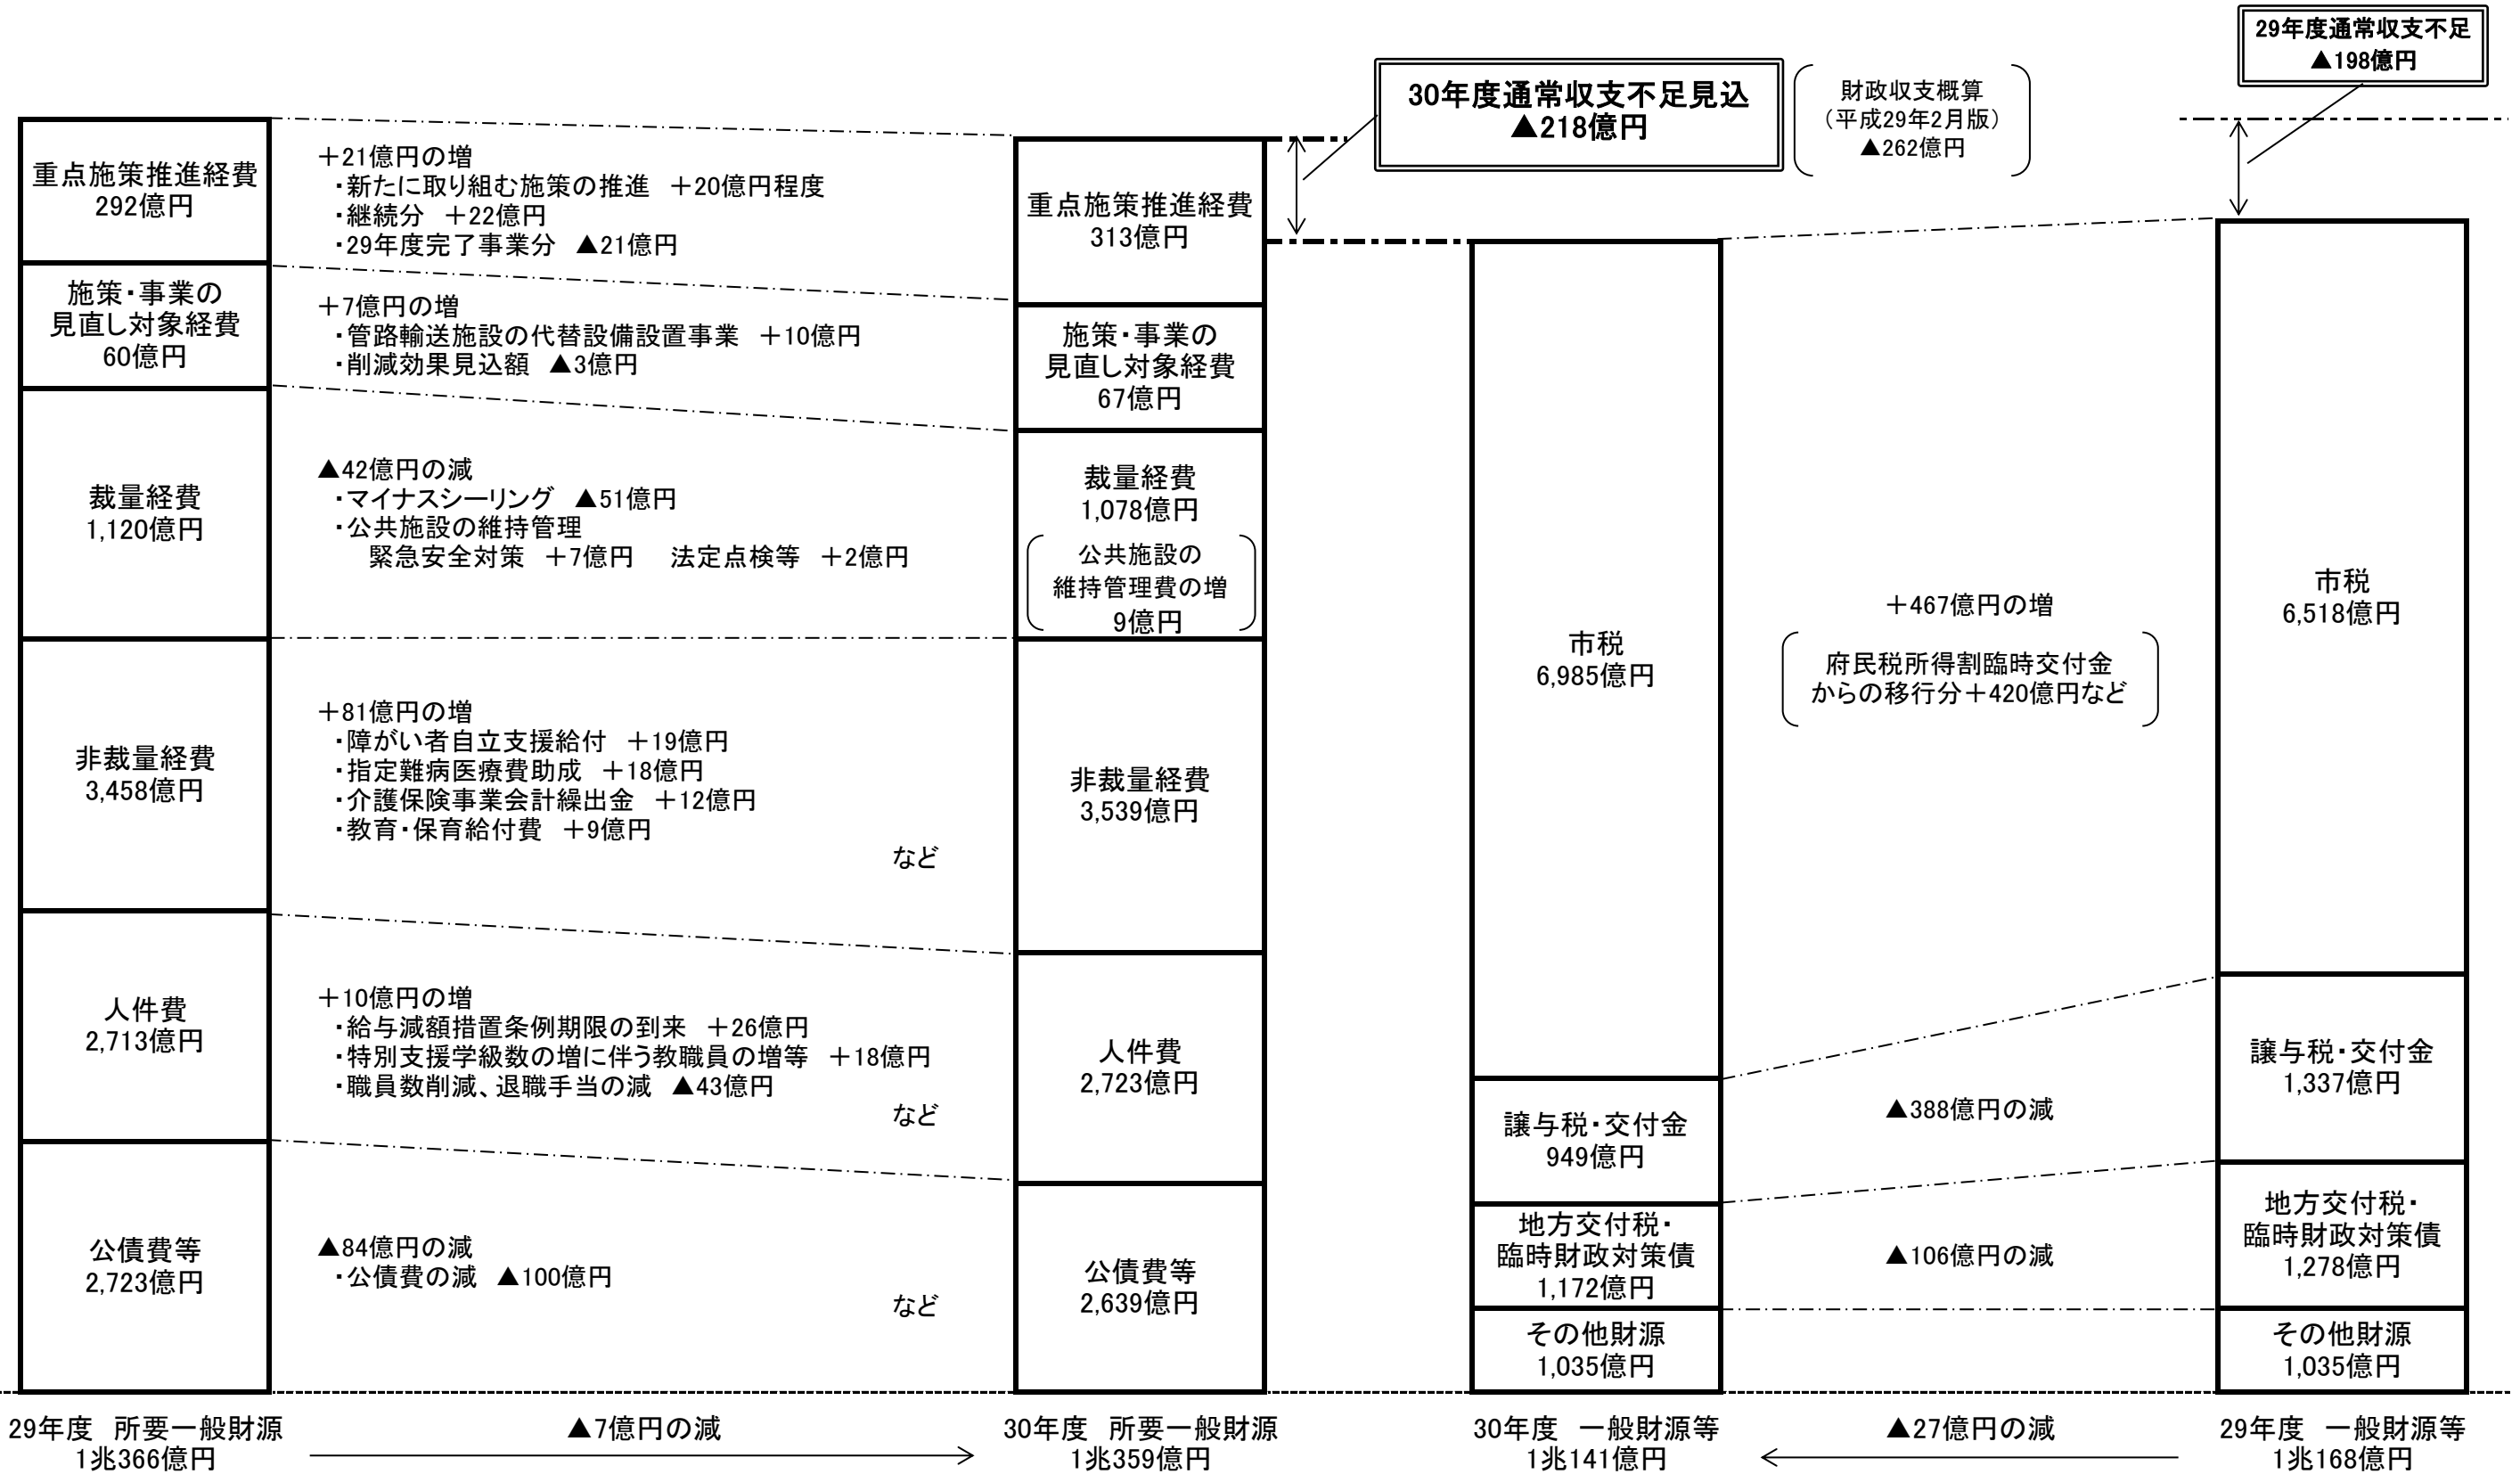 29年度通常収支不足
▲198億円
30年度通常収支不足見込
▲218億円
財政収支概算
（平成29年2月版）
▲262億円
重点施策推進経費
292億円
施策・事業の
見直し対象経費
60億円
裁量経費
1,120億円
非裁量経費
3,458億円
人件費
2,713億円
公債費等
2,723億円
29年度　所要一般財源
1兆366億円
＋21億円の増
・新たに取り組む施策の推進　＋20億円程度
・継続分　＋22億円
・29年度完了事業分　▲21億円
＋7億円の増
・管路輸送施設の代替設備設置事業　＋10億円
・削減効果見込額　▲3億円
▲42億円の減
・マイナスシーリング　▲51億円
・公共施設の維持管理
緊急安全対策　＋7億円　法定点検等　＋2億円
＋81億円の増
・障がい者自立支援給付　＋19億円
・指定難病医療費助成　＋18億円
・介護保険事業会計繰出金　＋12億円
・教育・保育給付費　＋9億円
など
＋10億円の増
・給与減額措置条例期限の到来　＋26億円
・特別支援学級数の増に伴う教職員の増等　＋18億円
・職員数削減、退職手当の減　▲43億円
など
▲84億円の減
・公債費の減　▲100億円
など
▲7億円の減
重点施策推進経費
313億円
施策・事業の
見直し対象経費
67億円
裁量経費
1,078億円
公共施設の
維持管理費の増
9億円
非裁量経費
3,539億円
人件費
2,723億円
公債費等
2,639億円
30年度　所要一般財源
1兆359億円
市税
6,985億円
譲与税・交付金
949億円
地方交付税・
臨時財政対策債
1,172億円
その他財源
1,035億円
30年度　一般財源等
1兆141億円
＋467億円の増
府民税所得割臨時交付金
からの移行分＋420億円など
▲388億円の減
▲106億円の減
▲27億円の減
市税
6,518億円
譲与税・交付金
1,337億円
地方交付税・
臨時財政対策債
1,278億円
その他財源
1,035億円
29年度　一般財源等
1兆168億円